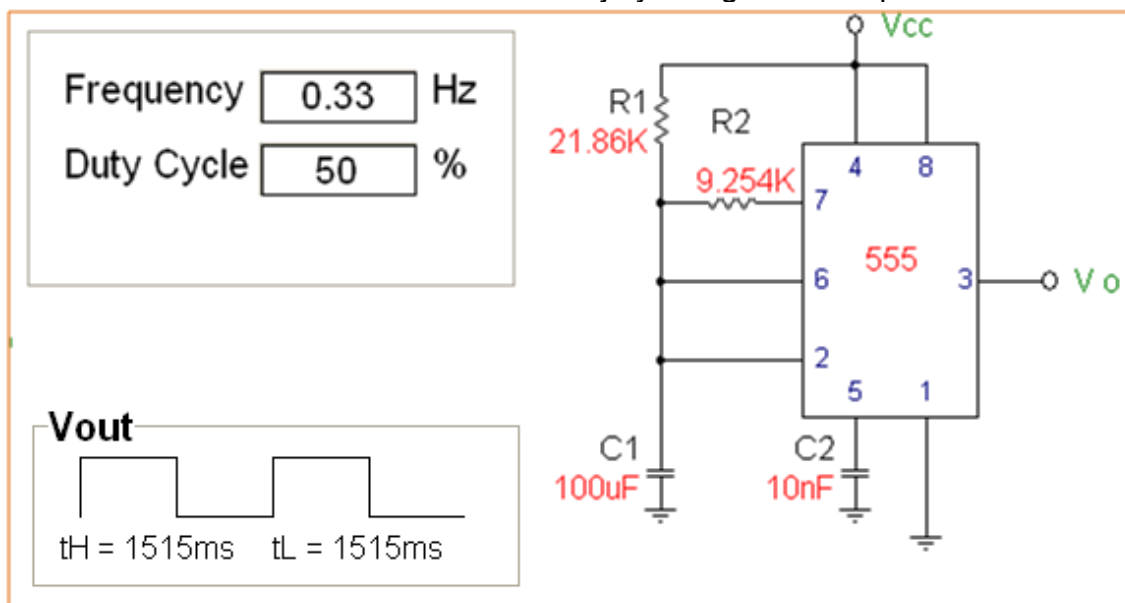 Frequency 0.33 Hz
Duty Cycle 50 %
Vout
tH = 1515ms tL = 1515ms
Vcc
R1
21.86K
R2
9.254K
4 8
7
555
6 3 V o
2
5 1
C1
100uF
C2
10nF